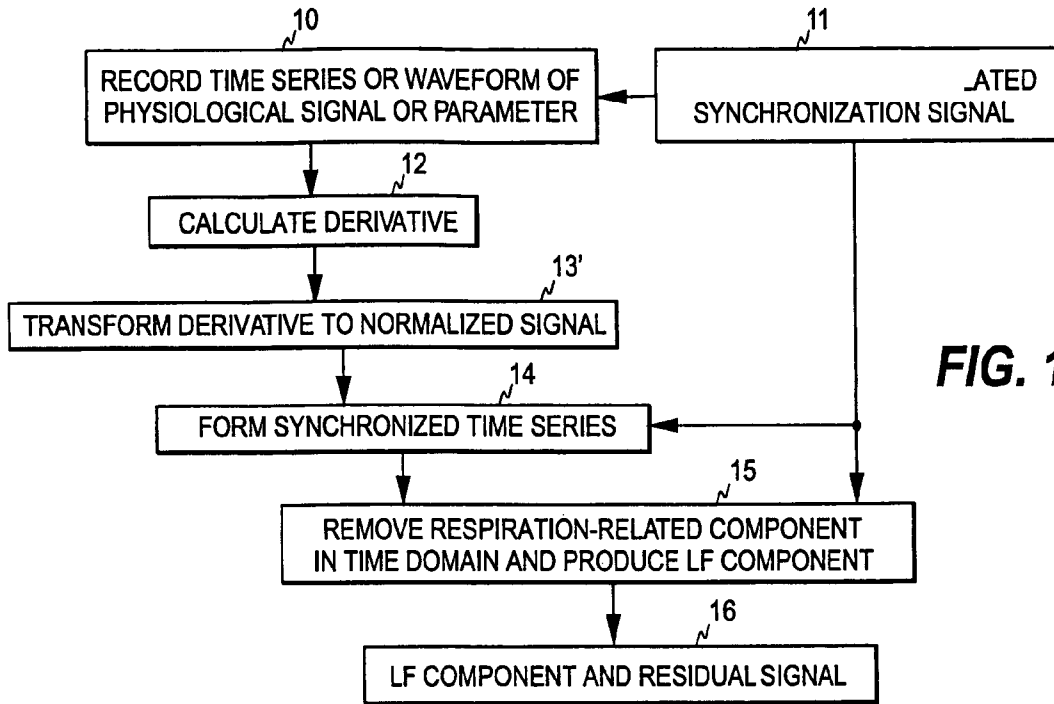 10
11
RECORD TIME SERIES OR WAVEFORM OF
PHYSIOLOGICAL SIGNAL OR PARAMETER
SYNCHRONIZATION SIGNAL
12
CALCULATE DERIVATIVE
13'
TRANSFORM DERIVATIVE TO NORMALIZED SIGNAL
FIG. 1
14
FORM SYNCHRONIZED TIME SERIES
15
REMOVE RESPIRATION-RELATED COMPONENT
IN TIME DOMAIN AND PRODUCE LF COMPONENT
16
LF COMPONENT AND RESIDUAL SIGNAL